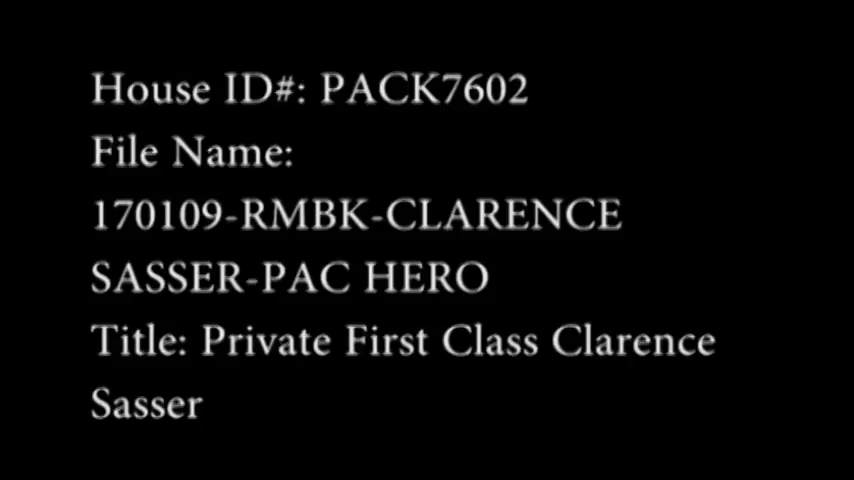 House ID#: PACK7602
File Name:
170109-RMBK-CLARENCE
SASSER-PAC HERO
Title: Private First Class Clarence
Sasser